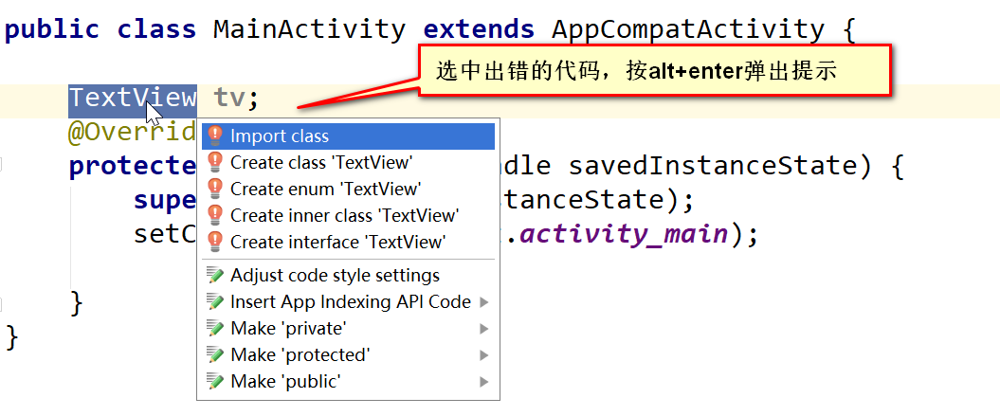 public class MainActivity extends AppCompatActivity {
选中出错的代码，按alt+enter弹出提示
TextView tv;
@Overrid
Import class
Create class 'TextView'
protecte ndle savedInstanceState) {
Create enum 'TextView'
supe stanceState);
Create inner class 'TextView'
setC .activity_main);
Create interface 'TextView'
Adjust code style settings
Insert App Indexing API Code
}
Make 'private'
}
Make 'protected'
Make 'public'